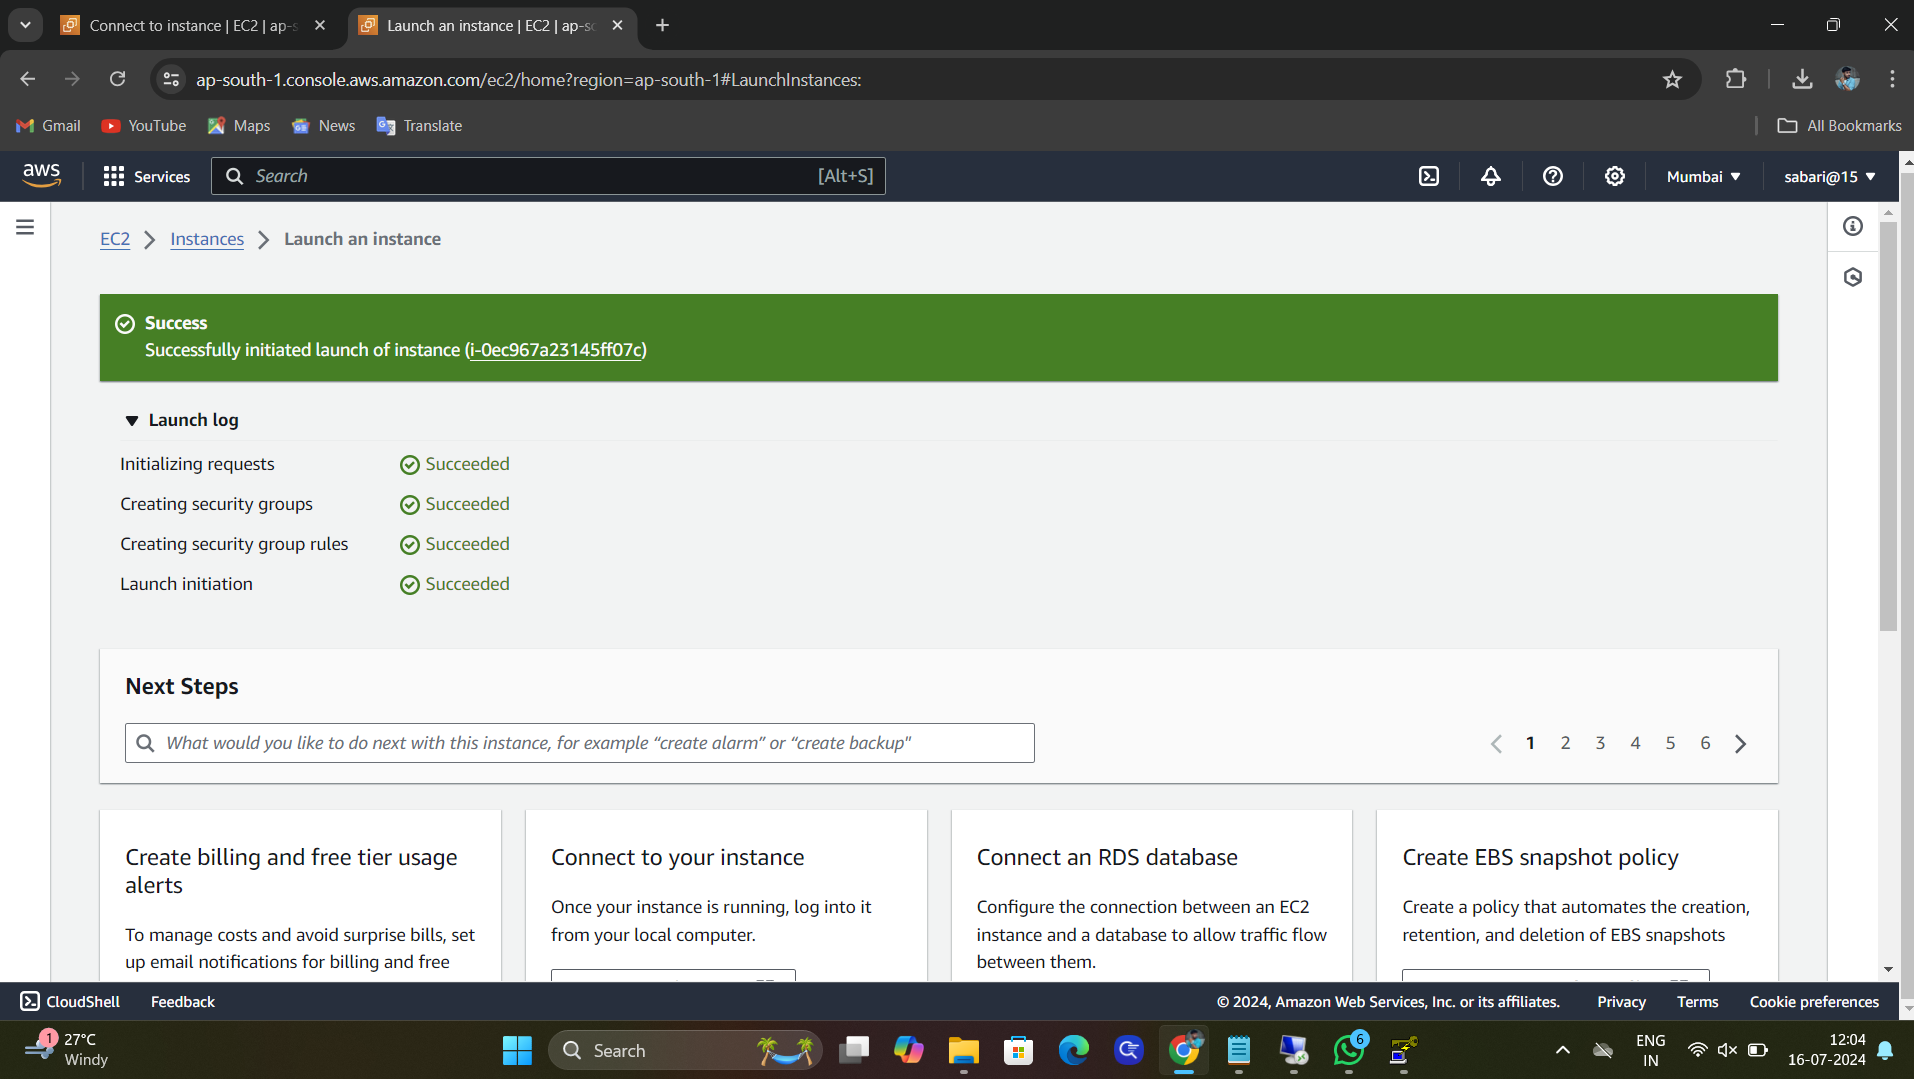 Connect to instance | EC2 | ap-s
Launch an instance | EC2 | ap-so
ap-south-1.console.aws.amazon.com/ec2/home?region=ap-south-1#LaunchInstances:
Gmail
YouTube
Maps
News
Translate
All Bookmarks
aws
Services
Search
[Alt+S]
Mumbai
sabari@15
EC2
Instances
Launch an instance
Success
Successfully initiated launch of instance (i-0ec967a23145ff07c)
Launch log
Initializing requests
Succeeded
Creating security groups
Succeeded
Creating security group rules
Succeeded
Launch initiation
Succeeded
Next Steps
What would you like to do next with this instance, for example “create alarm” or “create backup"
1 2 3 4 5 6
Create billing and free tier usage
alerts
To manage costs and avoid surprise bills, set
up email notifications for billing and free
Connect to your instance
Once your instance is running, log into it
from your local computer.
Connect an RDS database
Configure the connection between an EC2
instance and a database to allow traffic flow
between them.
Create EBS snapshot policy
Create a policy that automates the creation,
retention, and deletion of EBS snapshots
CloudShell
Feedback
© 2024, Amazon Web Services, Inc. or its affiliates.
Privacy
Terms
Cookie preferences
1
27°C
Windy
Search
6
ENG
IN
12:04
16-07-2024